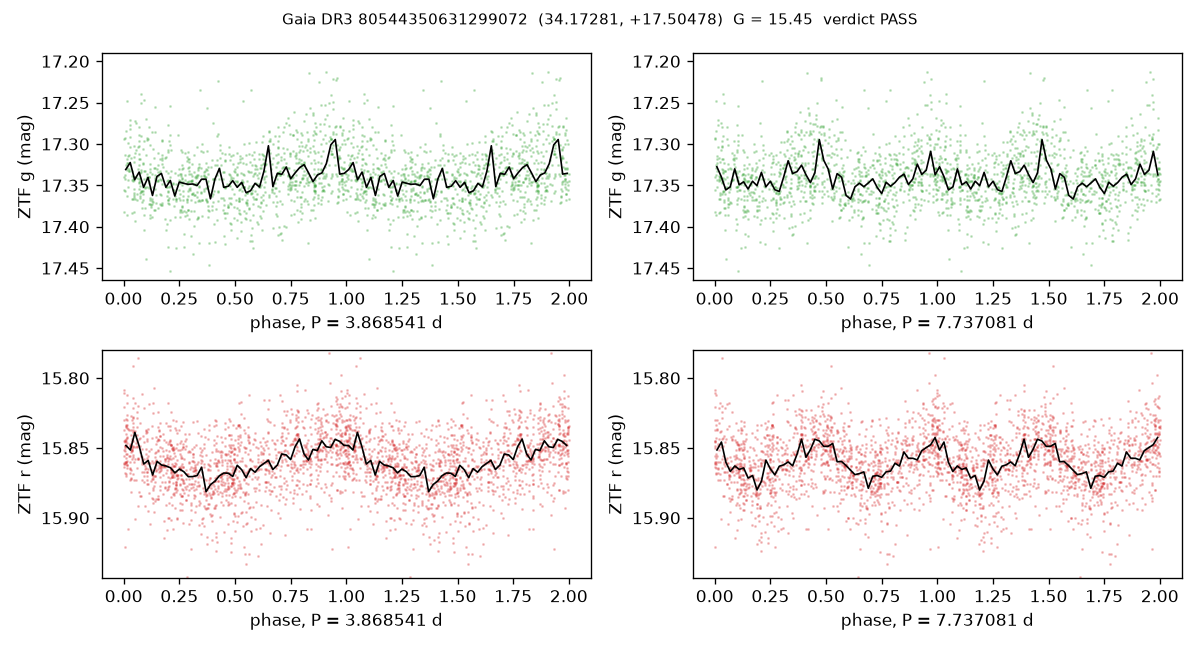 Gaia DR3 80544350631299072 (34.17281, +17.50478) G = 15.45 verdict PASS
ZTF g (mag)
17.20
17.25
17.30
17.35
17.40
17.45
0.00 0.25 0.50 0.75 1.00 1.25 1.50 1.75 2.00
phase, P = 3.868541 d
ZTF g (mag)
17.20
17.25
17.30
17.35
17.40
17.45
0.00 0.25 0.50 0.75 1.00 1.25 1.50 1.75 2.00
phase, P = 7.737081 d
ZTF r (mag)
15.80
15.85
15.90
0.00 0.25 0.50 0.75 1.00 1.25 1.50 1.75 2.00
phase, P = 3.868541 d
ZTF r (mag)
15.80
15.85
15.90
0.00 0.25 0.50 0.75 1.00 1.25 1.50 1.75 2.00
phase, P = 7.737081 d